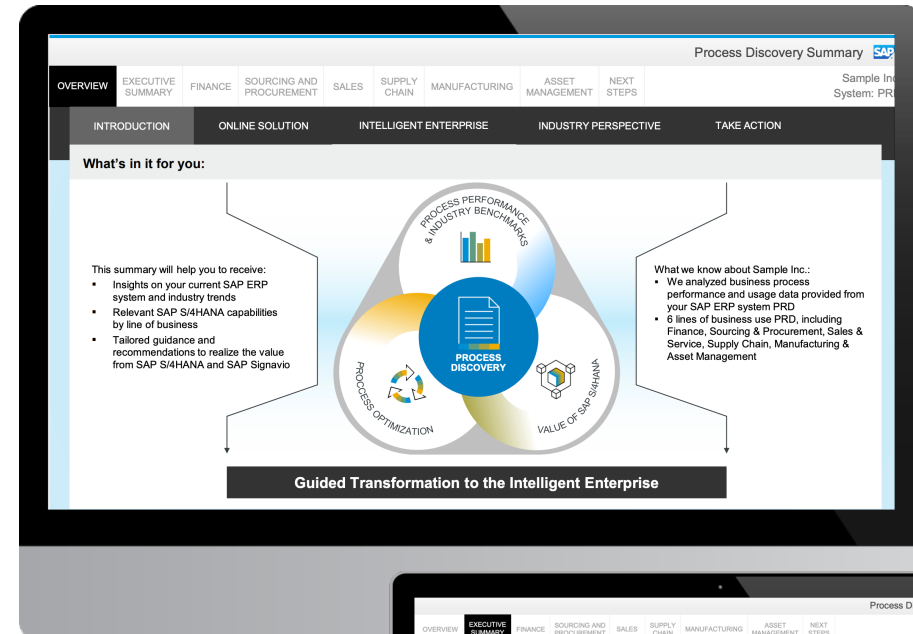 Process Discovery Summary SAP
OVERVIEW
EXECUTIVE
SUMMARY
FINANCE
SOURCING AND
PROCUREMENT
SALES
SUPPLY
CHAIN
MANUFACTURING
ASSET
MANAGEMENT
NEXT
STEPS
Sample Inc
System: PR
INTRODUCTION
ONLINE SOLUTION
INTELLIGENT ENTERPRISE
INDUSTRY PERSPECTIVE
TAKE ACTION
What's in it for you:
This summary will help you to receive:
▪ Insights on your current SAP ERP
system and industry trends
▪ Relevant SAP S/4HANA capabilities
by line of business
▪ Tailored guidance and
recommendations to realize the value
from SAP S/4HANA and SAP Signavio
PROCESS PERFORMANCE
& INDUSTRY BENCHMARKS
PROCESS
DISCOVERY
PROCCESS OPTIMIZATION
VALUE OF SAP S/4HANA
What we know about Sample Inc.:
▪ We analyzed business process
performance and usage data provided from
your SAP ERP system PRD
▪ 6 lines of business use PRD, including
Finance, Sourcing & Procurement, Sales &
Service, Supply Chain, Manufacturing &
Asset Management
Guided Transformation to the Intelligent Enterprise
Process D
OVERVIEW
EXECUTIVE
SUMMARY
FINANCE
SOURCING AND
PROCUREMENT
SALES
SUPPLY
CHAIN
MANUFACTURING
ASSET
MANAGEMENT
NEXT
STEPS